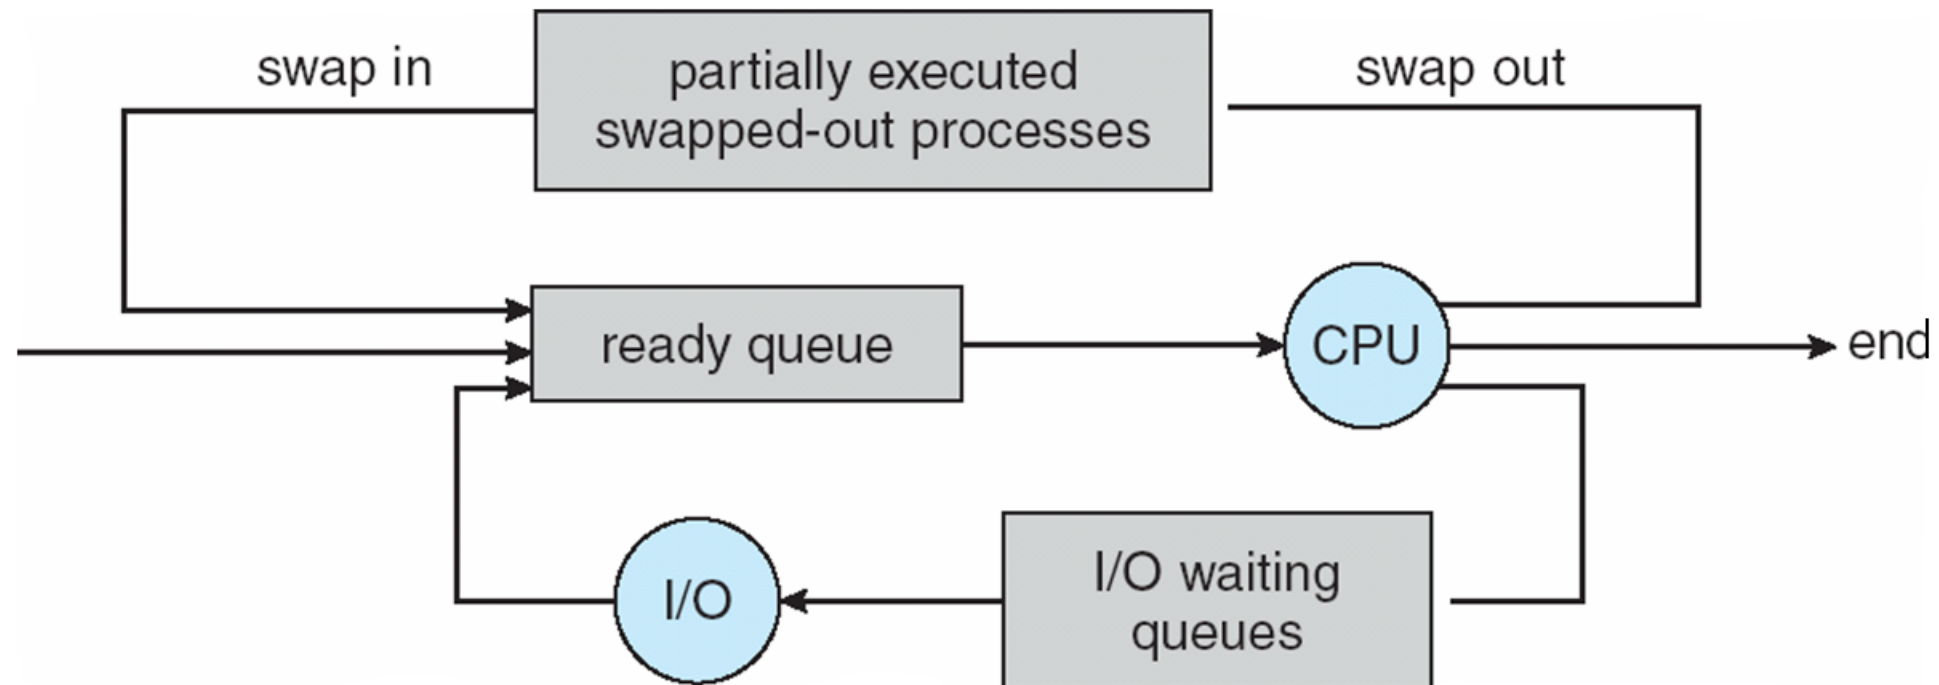 swap in
partially executed
swapped-out processes
swap out
ready queue
CPU
end
I/O
I/O waiting
queues